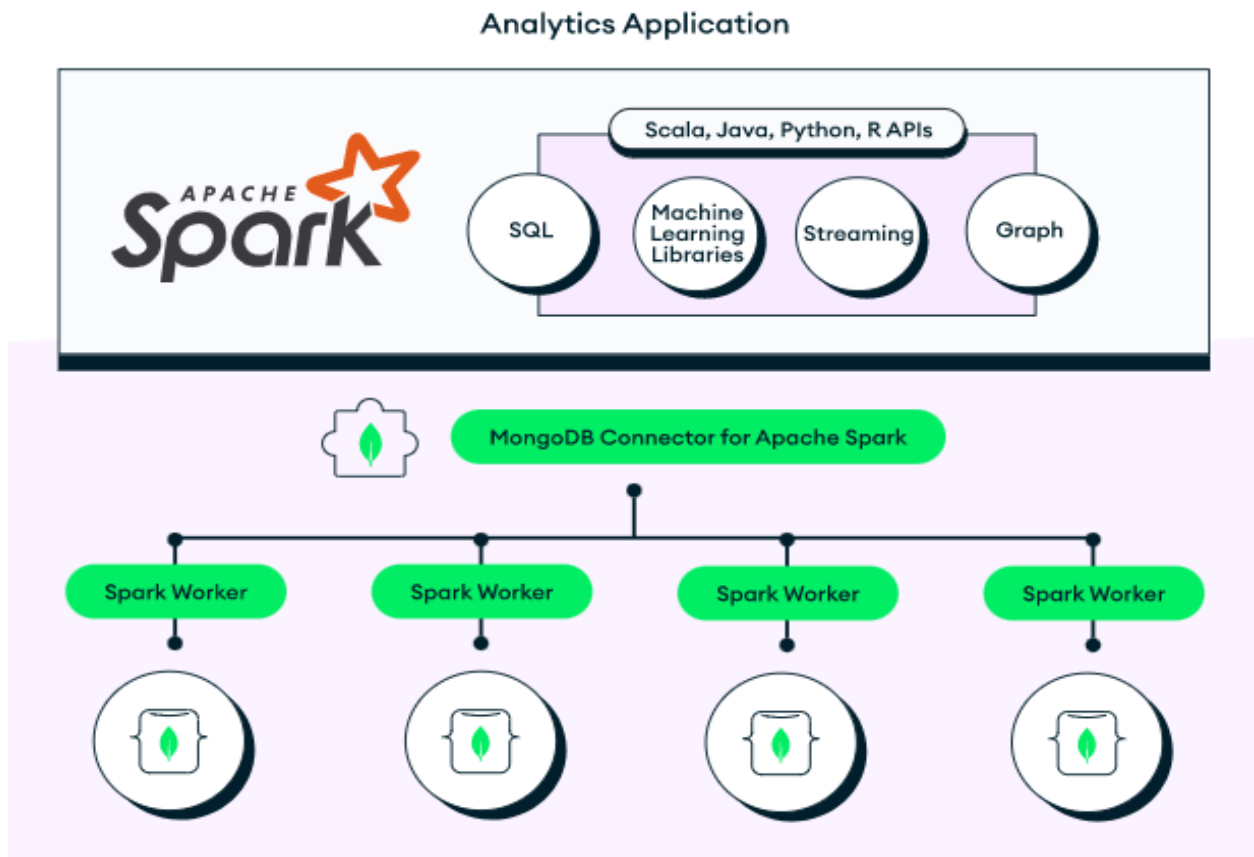 Analytics Application
Scala, Java, Python, R APIs
APACHE
Spark
SQL
Machine
Learning
Libraries
Streaming
Graph
MongoDB Connector for Apache Spark
Spark Worker
Spark Worker
Spark Worker
Spark Worker